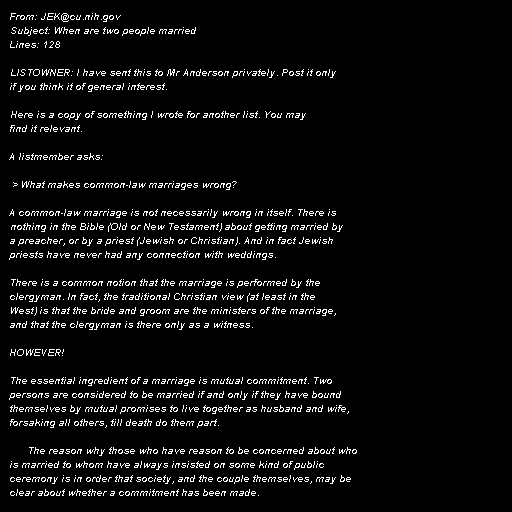 From: JEK@cu.nih.gov
Subject: When are two people married
Lines: 128
LISTOWNER: I have sent this to Mr Anderson privately. Post it only
if you think it of general interest.
Here is a copy of something I wrote for another list. You may
find it relevant.
A listmember asks:
> What makes common-law marriages wrong?
A common-law marriage is not necessarily wrong in itself. There is
nothing in the Bible (Old or New Testament) about getting married by
a preacher, or by a priest (Jewish or Christian). And in fact Jewish
priests have never had any connection with weddings.
There is a common notion that the marriage is performed by the
clergyman. In fact, the traditional Christian view (at least in the
West) is that the bride and groom are the ministers of the marriage,
and that the clergyman is there only as a witness.
HOWEVER!
The essential ingredient of a marriage is mutual commitment. Two
persons are considered to be married if and only if they have bound
themselves by mutual promises to live together as husband and wife,
forsaking all others, till death do them part.
The reason why those who have reason to be concerned about who
is married to whom have always insisted on some kind of public
ceremony is in order that society, and the couple themselves, may be
clear about whether a commitment has been made.